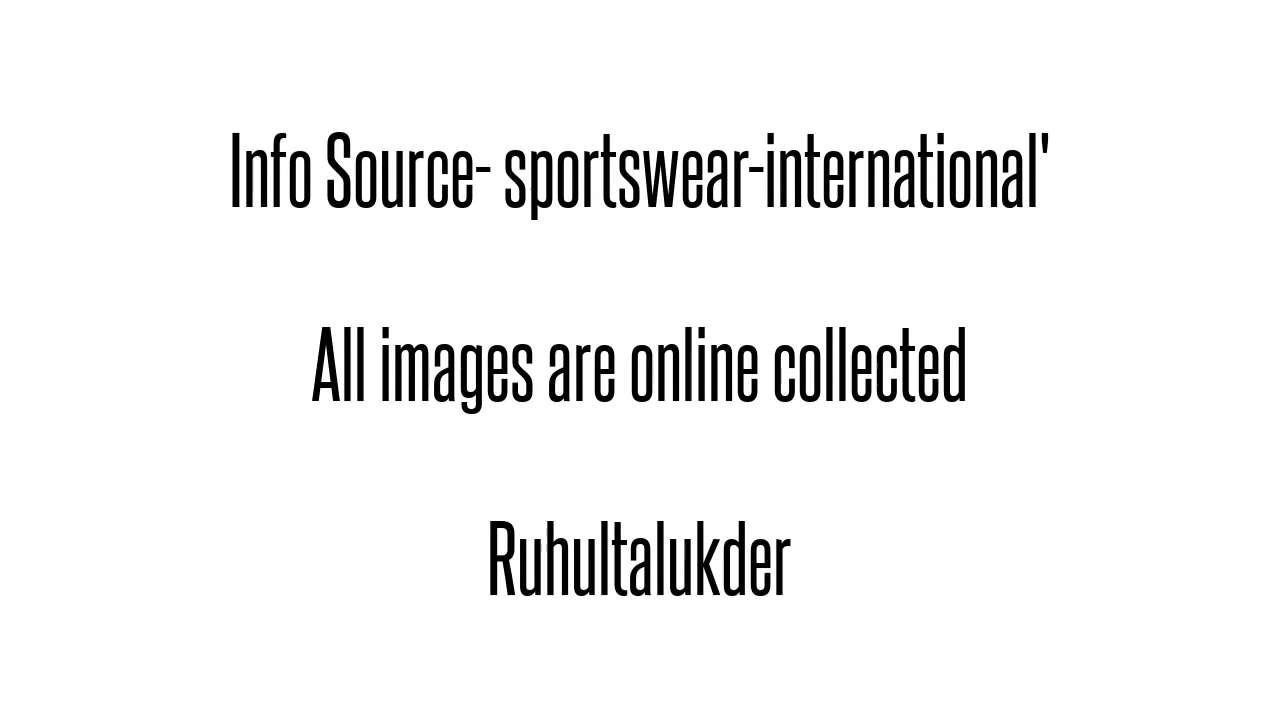 Info Source- sportswear-international'
All images are online collected
Ruhultalukder